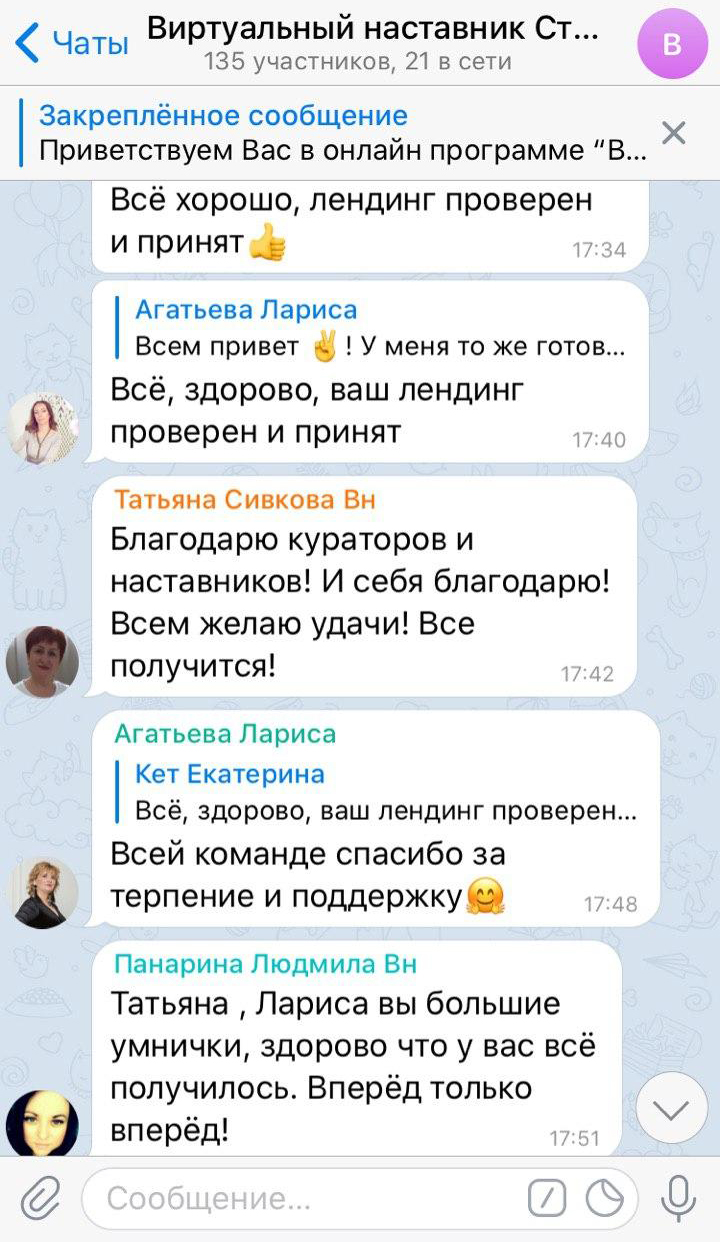 Чаты
Виртуальный наставник Ст...
135 участников, 21 в сети
В
Закреплённое сообщение
Приветствуем Вас в онлайн программе “В...
Всё хорошо, лендинг проверен
и принят👍
17:34
Агатьева Лариса
Всем привет ✌️! У меня то же готов...
Всё, здорово, ваш лендинг
проверен и принят
17:40
Татьяна Сивкова Вн
Благодарю кураторов и
наставников! И себя благодарю!
Всем желаю удачи! Все
получится!
17:42
Агатьева Лариса
Кет Екатерина
Всё, здорово, ваш лендинг проверен...
Всей команде спасибо за
терпение и поддержку🤗
17:48
Панарина Людмила Вн
Татьяна , Лариса вы большие
умнички, здорово что у вас всё
получилось. Вперёд только
вперёд!
17:51
Сообщение...